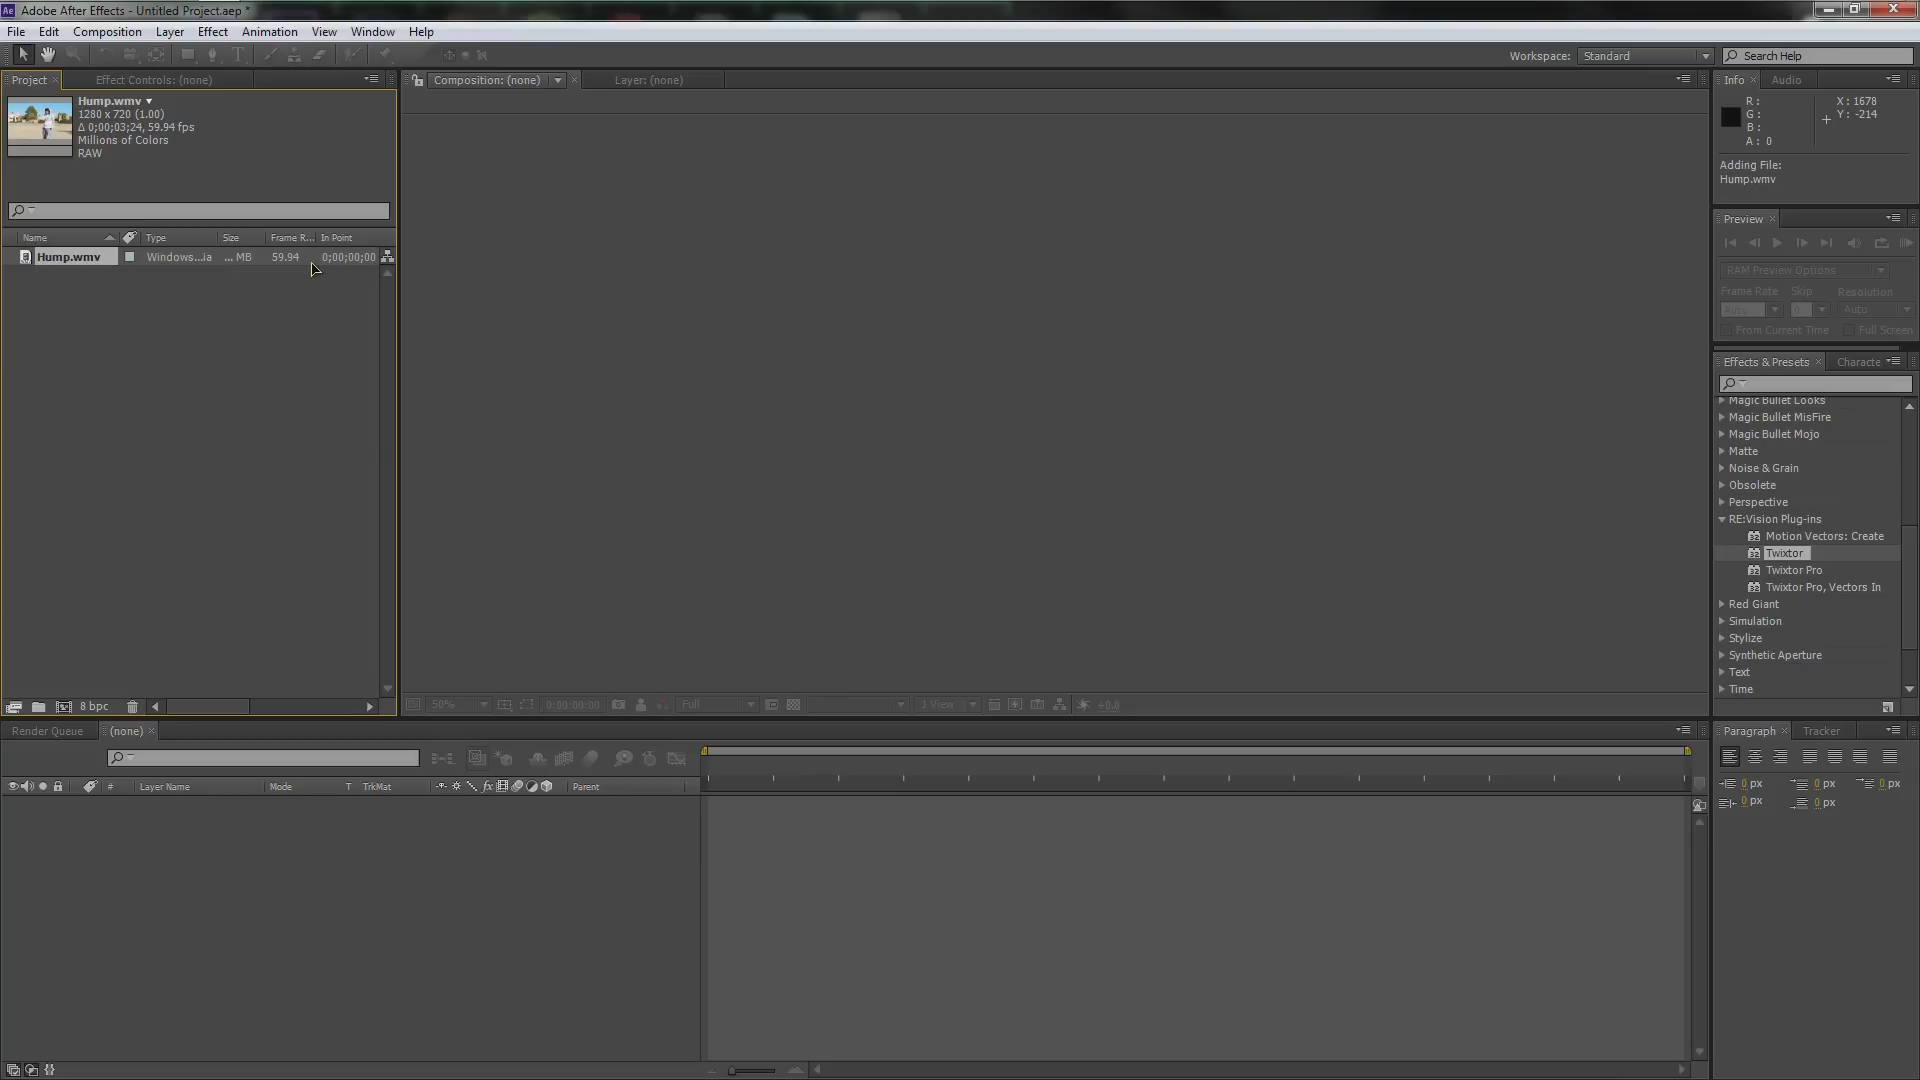 Adobe After Effects - Untitled Project.aep *
File Edit Composition Layer Effect Animation View Window Help
Workspace: Standard Search Help
Project Effect Controls: (none) Composition: (none) Layer: (none) Info Audio
Hump.wmv
1280 x 720 (1.00)
Δ 0;00;03;24, 59.94 fps
Millions of Colors
RAW
R:
G:
B:
A: 0
X: 1678
Y: -214
Adding File:
Hump.wmv
Name Type Size Frame R... In Point
Hump.wmv Windows...ia ... MB 59.94 0;00;00;00
Preview
RAM Preview Options
Frame Rate Skip Resolution
Auto 0 Auto
From Current Time Full Screen
Effects & Presets Characte
Magic Bullet Looks
Magic Bullet MisFire
Magic Bullet Mojo
Matte
Noise & Grain
Obsolete
Perspective
RE:Vision Plug-ins
Motion Vectors: Create
Twixtor
Twixtor Pro
Twixtor Pro, Vectors In
Red Giant
Simulation
Stylize
Synthetic Aperture
Text
Time
8 bpc
50% 0:00:00:00 Full 1 View +0.0
Render Queue (none)
# Layer Name Mode T TrkMat Parent
Paragraph Tracker
0 px 0 px 0 px
0 px 0 px